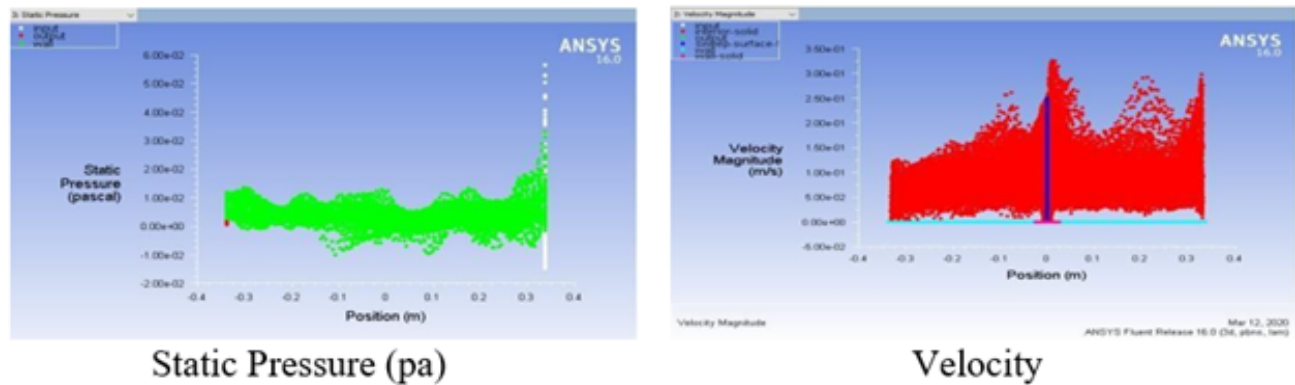 Static Pressure
input
output
wall
ANSYS
16.0
6.00e-02
5.00e-02
4.00e-02
3.00e-02
2.00e-02
1.00e-02
0.00e+00
-1.00e-02
-2.00e-02
Static
Pressure
(pascal)
-0.4 -0.3 -0.2 -0.1 0 0.1 0.2 0.3 0.4
Position (m)
Static Pressure (pa)
Velocity Magnitude
input
interior-solid
output
wall
wall-solid
ANSYS
16.0
3.50e-01
3.00e-01
2.50e-01
2.00e-01
1.50e-01
1.00e-01
5.00e-02
0.00e+00
-5.00e-02
Velocity
Magnitude
(m/s)
-0.4 -0.3 -0.2 -0.1 0 0.1 0.2 0.3 0.4
Position (m)
Velocity Magnitude
Mar 12, 2020
ANSYS Fluent Release 16.0 (3d, pbns, lam)
Velocity